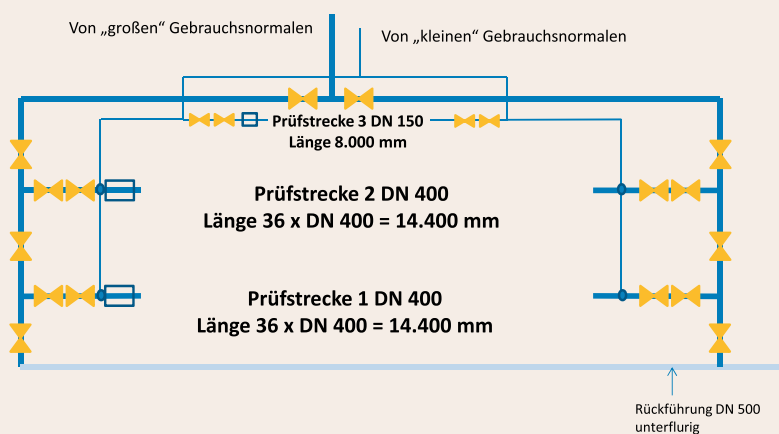 Von „großen“ Gebrauchsnormalen
Von „kleinen“ Gebrauchsnormalen
Prüfstrecke 3 DN 150
Länge 8.000 mm
Prüfstrecke 2 DN 400
Länge 36 x DN 400 = 14.400 mm
Prüfstrecke 1 DN 400
Länge 36 x DN 400 = 14.400 mm
Rückführung DN 500
unterflurig